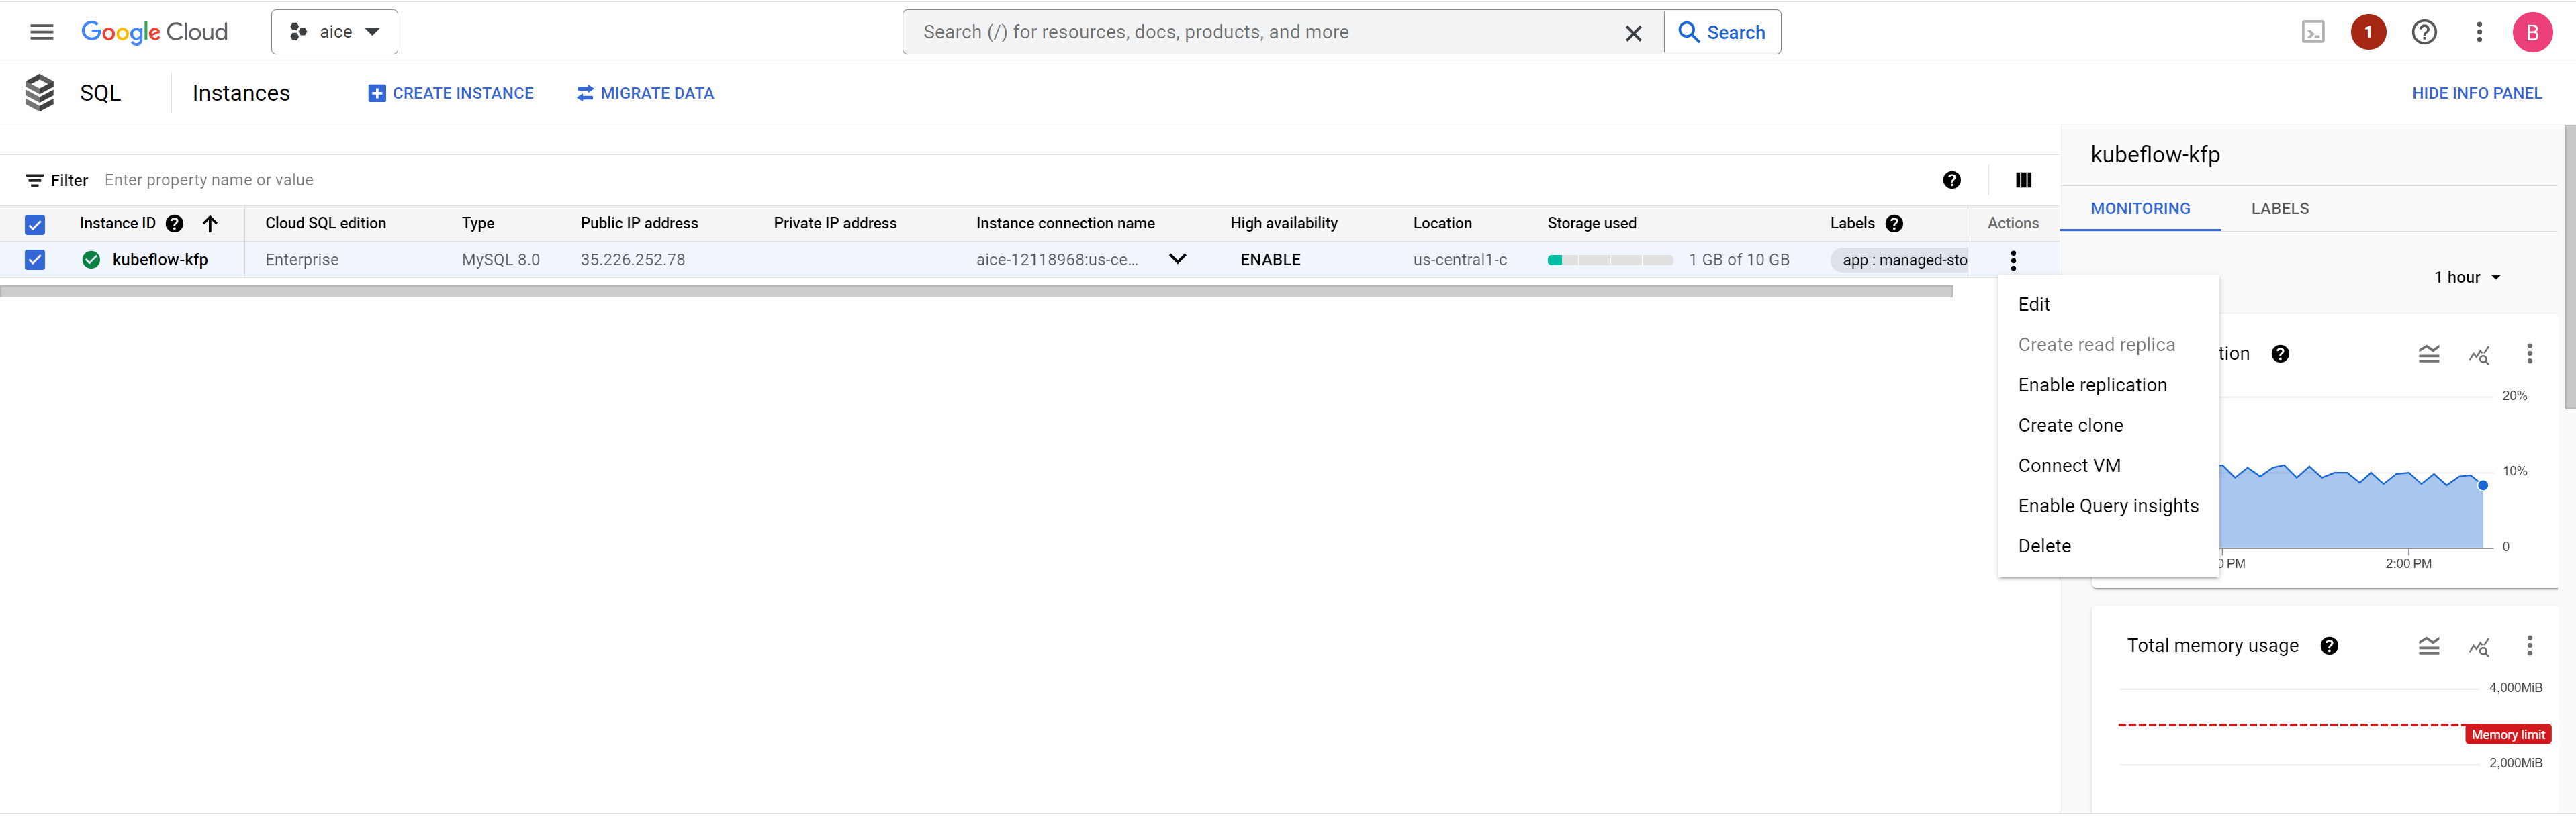 Google Cloud
aice
Search (/) for resources, docs, products, and more
Search
1
B
SQL
Instances
CREATE INSTANCE
MIGRATE DATA
HIDE INFO PANEL
Filter Enter property name or value
Instance ID Cloud SQL edition Type Public IP address Private IP address Instance connection name High availability Location Storage used Labels Actions
kubeflow-kfp Enterprise MySQL 8.0 35.226.252.78 aice-12118968:us-ce... ENABLE us-central1-c 1 GB of 10 GB app : managed-sto
Edit
Create read replica
Enable replication
Create clone
Connect VM
Enable Query insights
Delete
kubeflow-kfp
MONITORING LABELS
1 hour
tion
20%
10%
0
0 PM 2:00 PM
Total memory usage
4,000MiB
Memory limit
2,000MiB